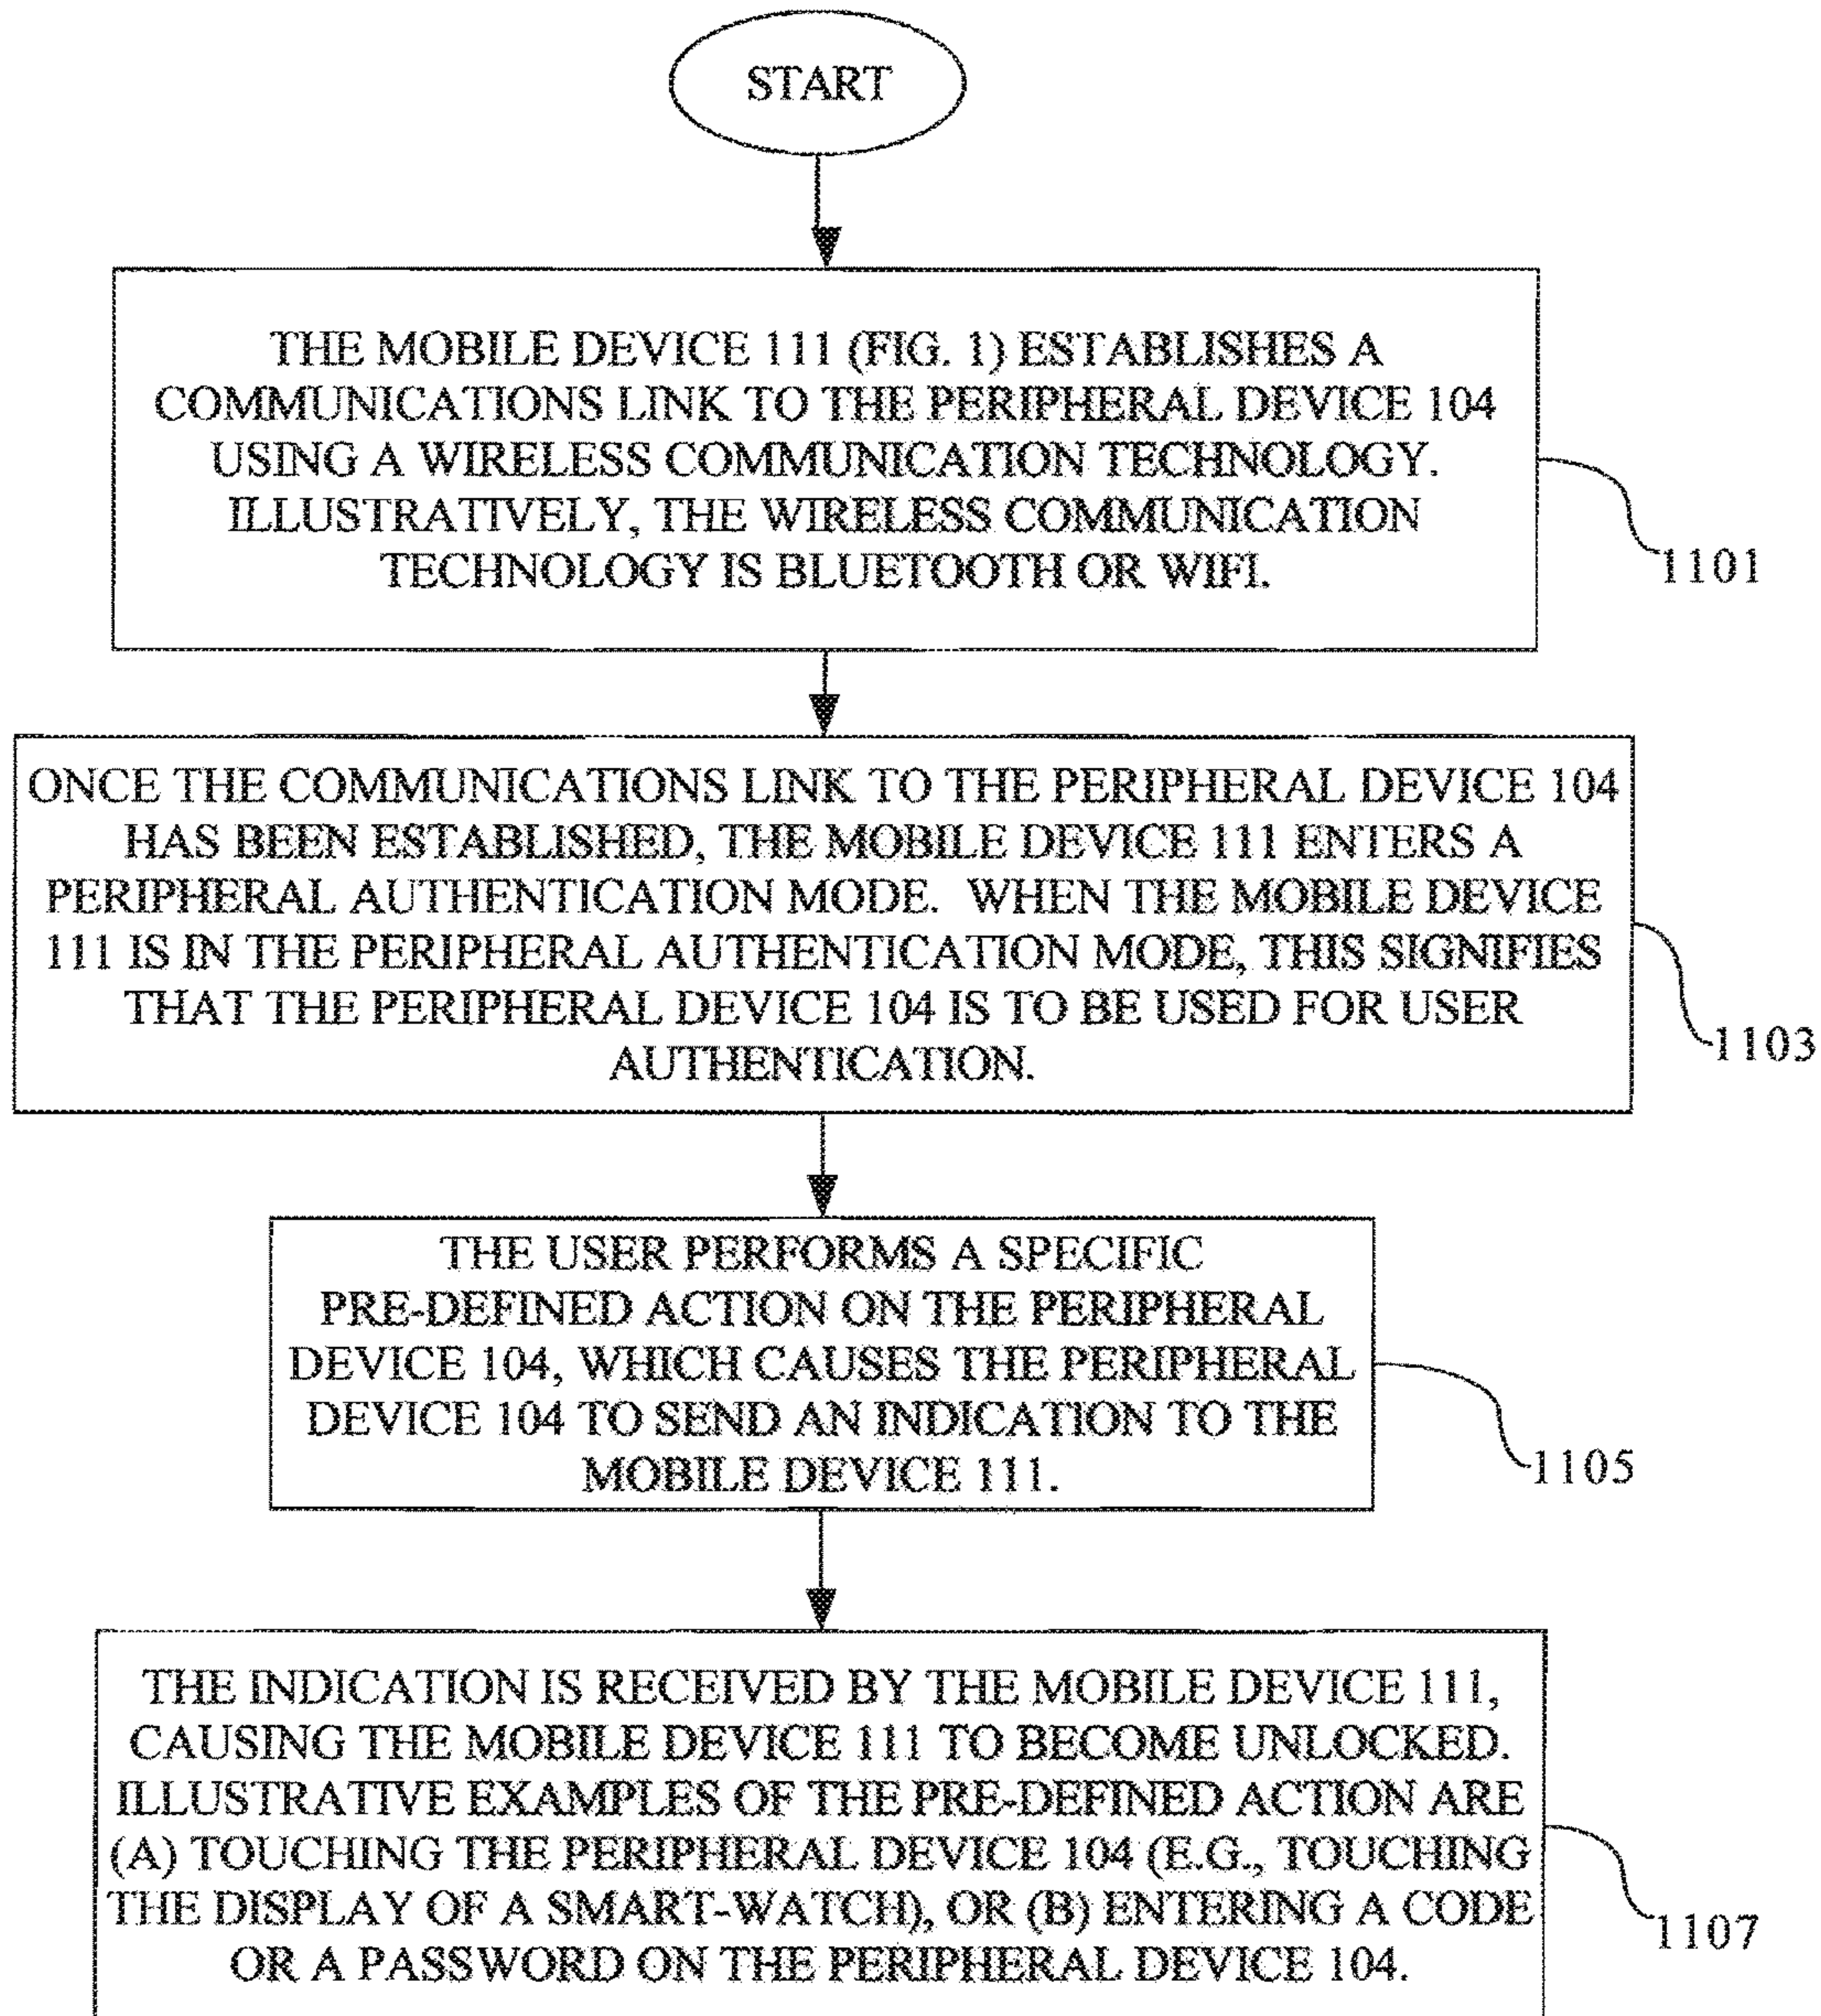 START
THE MOBILE DEVICE 111 (FIG. 1) ESTABLISHES A
COMMUNICATIONS LINK TO THE PERIPHERAL DEVICE 104
USING A WIRELESS COMMUNICATION TECHNOLOGY.
ILLUSTRATIVELY, THE WIRELESS COMMUNICATION
TECHNOLOGY IS BLUETOOTH OR WIFI.
1101
ONCE THE COMMUNICATIONS LINK TO THE PERIPHERAL DEVICE 104
HAS BEEN ESTABLISHED, THE MOBILE DEVICE 111 ENTERS A
PERIPHERAL AUTHENTICATION MODE. WHEN THE MOBILE DEVICE
111 IS IN THE PERIPHERAL AUTHENTICATION MODE, THIS SIGNIFIES
THAT THE PERIPHERAL DEVICE 104 IS TO BE USED FOR USER
AUTHENTICATION.
1103
THE USER PERFORMS A SPECIFIC
PRE-DEFINED ACTION ON THE PERIPHERAL
DEVICE 104, WHICH CAUSES THE PERIPHERAL
DEVICE 104 TO SEND AN INDICATION TO THE
MOBILE DEVICE 111.
1105
THE INDICATION IS RECEIVED BY THE MOBILE DEVICE 111,
CAUSING THE MOBILE DEVICE 111 TO BECOME UNLOCKED.
ILLUSTRATIVE EXAMPLES OF THE PRE-DEFINED ACTION ARE
(A) TOUCHING THE PERIPHERAL DEVICE 104 (E.G., TOUCHING
THE DISPLAY OF A SMART-WATCH), OR (B) ENTERING A CODE
OR A PASSWORD ON THE PERIPHERAL DEVICE 104.
1107